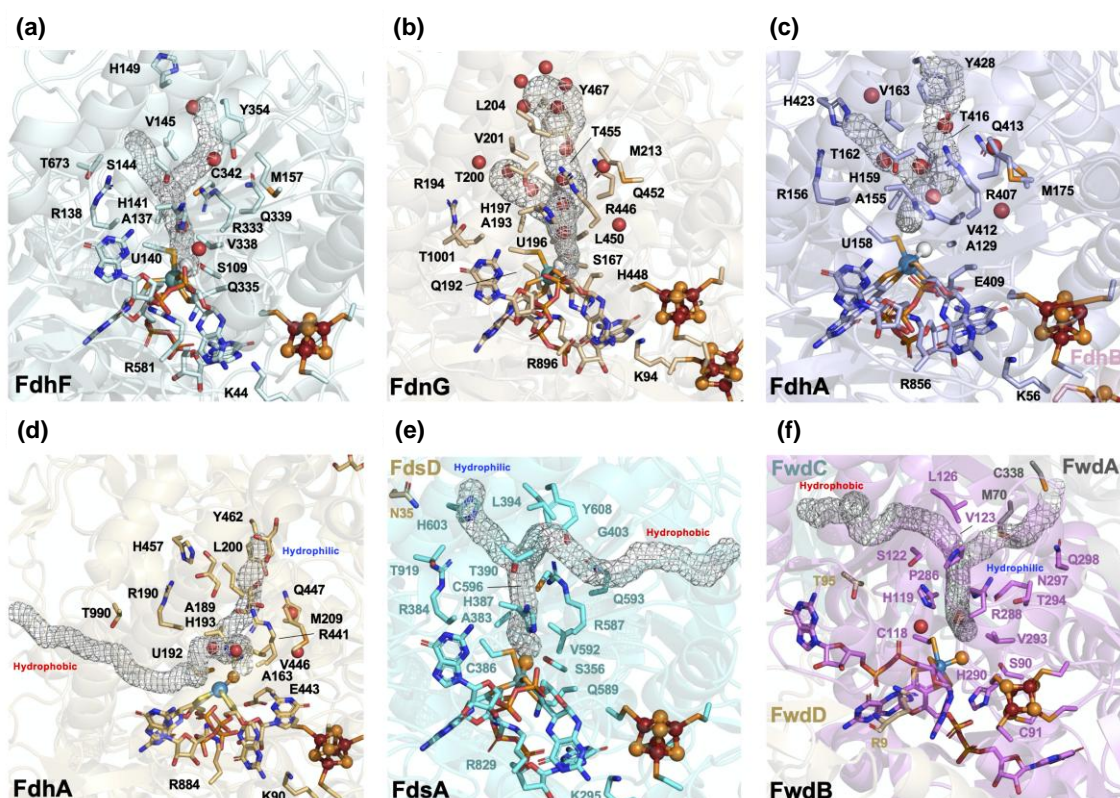 (a)
H149
Y354
V145
T673
S144
C342
M157
R138
H141
A137
R333
Q339
V338
U140
S109
Q335
R581
K44
FdhF
(b)
L204
Y467
V201
T455
M213
T200
R194
Q452
H197
R446
A193
L450
U196
T1001
S167
H448
Q192
R896
K94
FdnG
(c)
Y428
H423
V163
T416
Q413
T162
H159
R407
M175
R156
A155
V412
U158
A129
E409
FdhB
R856
K56
FdhA
(d)
Y462
H457
L200
Hydrophilic
R190
Q447
T990
A189
H193
M209
R441
Hydrophobic
U192
V446
A163
E443
R884
K90
FdhA
(e)
FdsD
Hydrophilic
N35
L394
Y608
H603
G403
Hydrophobic
T919
T390
C596
Q593
R384
H387
A383
R587
V592
C386
S356
Q589
R829
K295
FdsA
(f)
FwdC
C338
FwdA
Hydrophobic
L126
M70
V123
S122
Hydrophilic
Q298
T95
P286
N297
H119
R288
T294
C118
V293
S90
H290
FwdD
C91
R9
FwdB